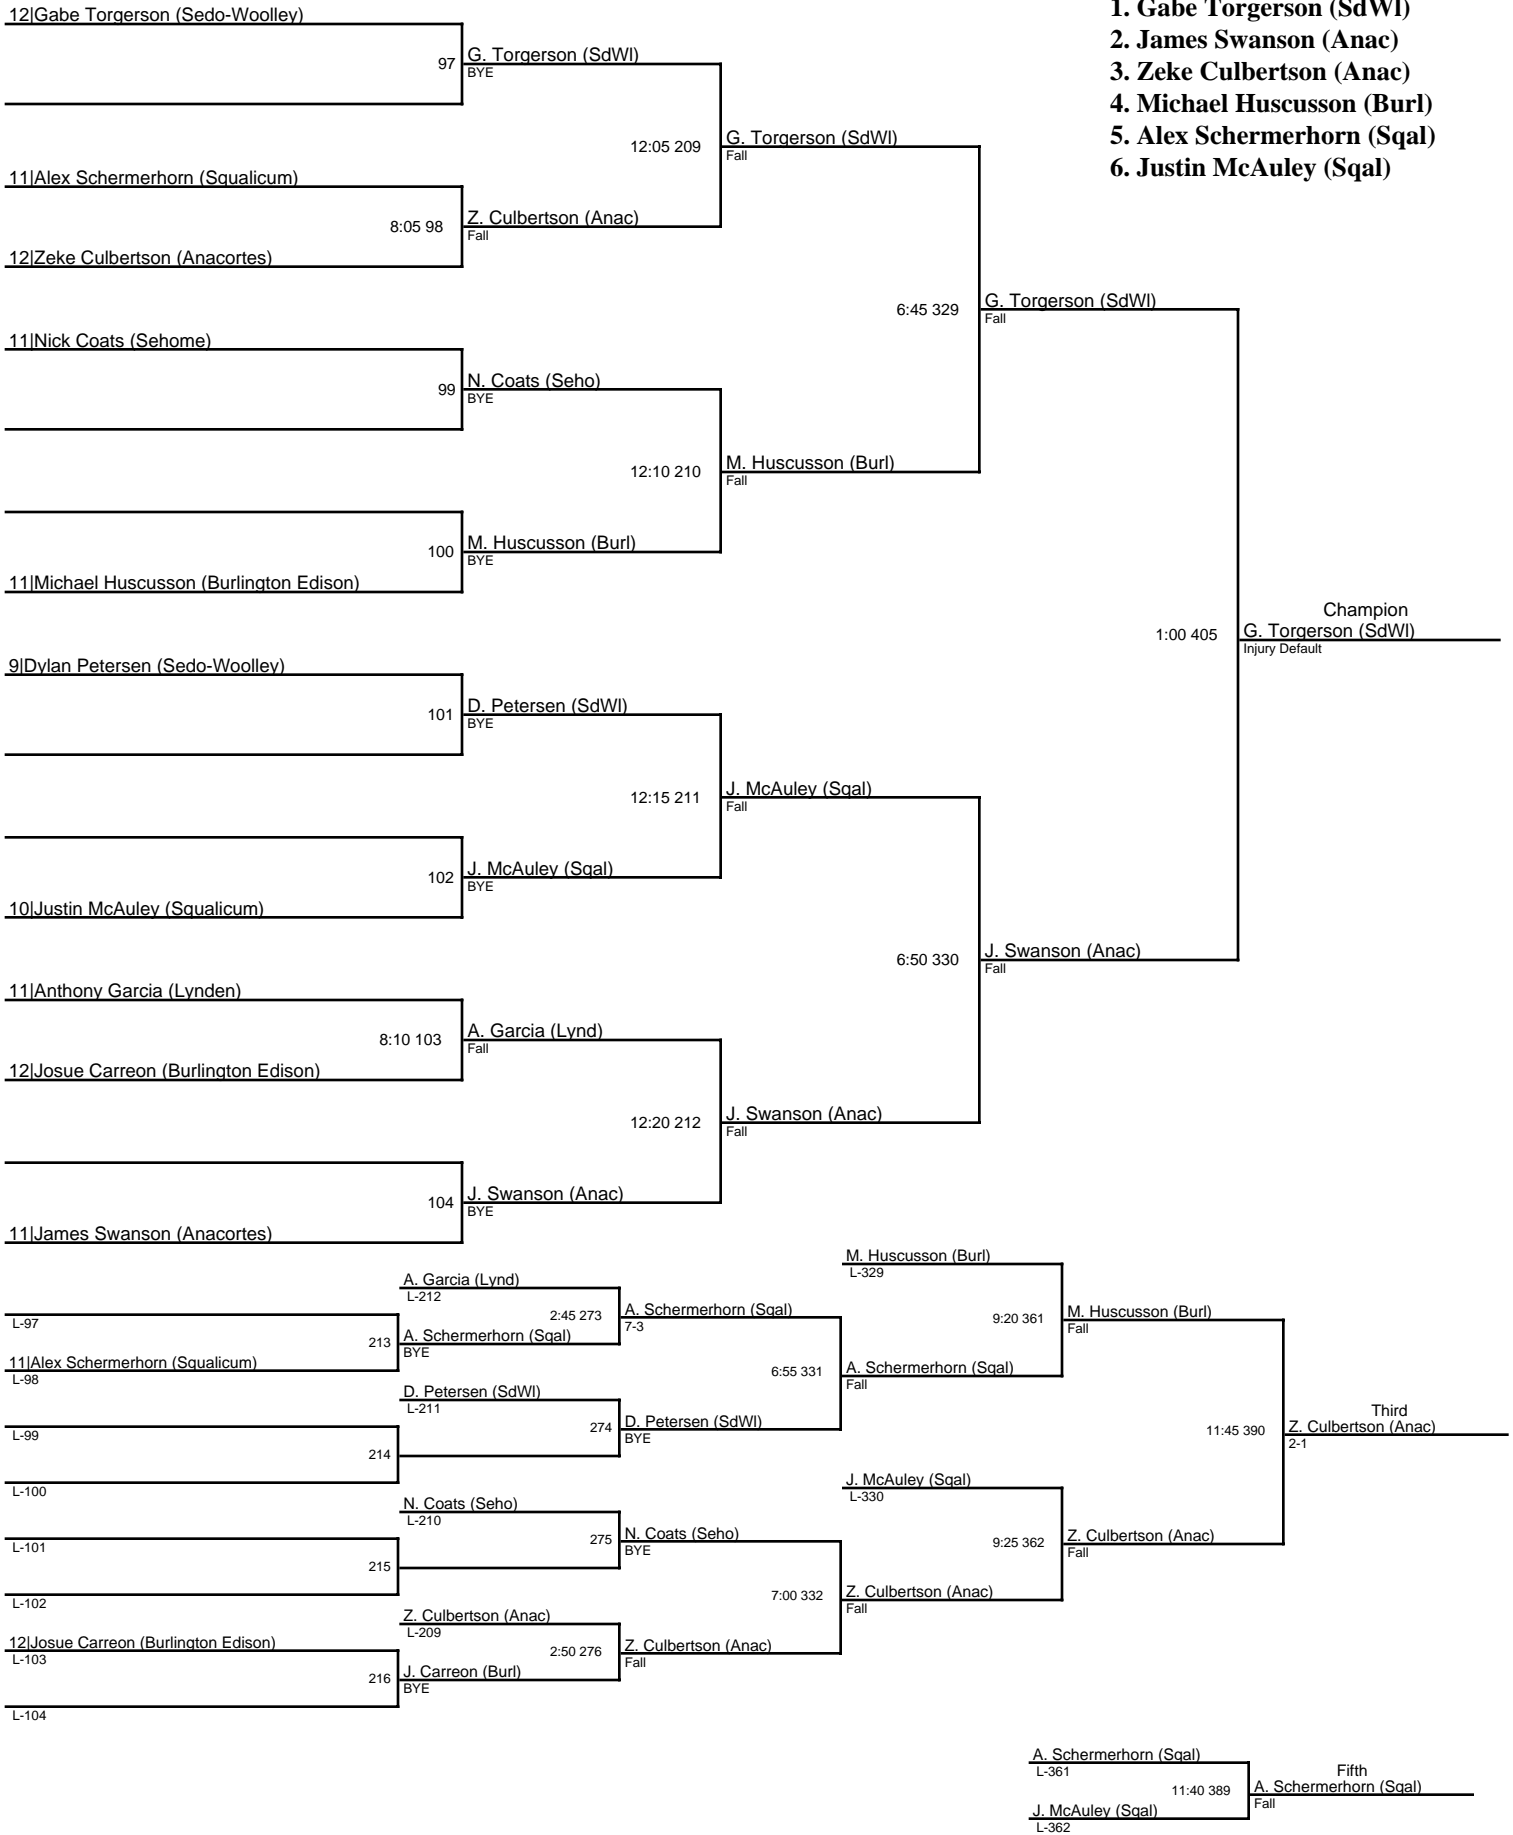 12|Gabe Torgerson (Sedo-Woolley)
97
G. Torgerson (SdWl)
BYE
11|Alex Schermerhorn (Squalicum)
8:05 98
Z. Culbertson (Anac)
Fall
12|Zeke Culbertson (Anacortes)
12:05 209
G. Torgerson (SdWl)
Fall
11|Nick Coats (Sehome)
99
N. Coats (Seho)
BYE
100
M. Huscusson (Burl)
BYE
11|Michael Huscusson (Burlington Edison)
12:10 210
M. Huscusson (Burl)
Fall
6:45 329
G. Torgerson (SdWl)
Fall
9|Dylan Petersen (Sedo-Woolley)
101
D. Petersen (SdWl)
BYE
102
J. McAuley (Sqal)
BYE
10|Justin McAuley (Squalicum)
12:15 211
J. McAuley (Sqal)
Fall
11|Anthony Garcia (Lynden)
8:10 103
A. Garcia (Lynd)
Fall
12|Josue Carreon (Burlington Edison)
104
J. Swanson (Anac)
BYE
11|James Swanson (Anacortes)
12:20 212
J. Swanson (Anac)
Fall
6:50 330
J. Swanson (Anac)
Fall
1:00 405
Champion
G. Torgerson (SdWl)
Injury Default
1. Gabe Torgerson (SdWl)
2. James Swanson (Anac)
3. Zeke Culbertson (Anac)
4. Michael Huscusson (Burl)
5. Alex Schermerhorn (Sqal)
6. Justin McAuley (Sqal)
L-97
213
11|Alex Schermerhorn (Squalicum)
L-98
A. Garcia (Lynd)
L-212
A. Schermerhorn (Sqal)
BYE
2:45 273
A. Schermerhorn (Sqal)
7-3
L-99
214
L-100
D. Petersen (SdWl)
L-211
274
D. Petersen (SdWl)
BYE
6:55 331
A. Schermerhorn (Sqal)
Fall
M. Huscusson (Burl)
L-329
9:20 361
M. Huscusson (Burl)
Fall
L-101
215
L-102
N. Coats (Seho)
L-210
275
N. Coats (Seho)
BYE
12|Josue Carreon (Burlington Edison)
L-103
216
L-104
Z. Culbertson (Anac)
L-209
J. Carreon (Burl)
BYE
2:50 276
Z. Culbertson (Anac)
Fall
7:00 332
Z. Culbertson (Anac)
Fall
J. McAuley (Sqal)
L-330
9:25 362
Z. Culbertson (Anac)
Fall
11:45 390
Third
Z. Culbertson (Anac)
2-1
A. Schermerhorn (Sqal)
L-361
11:40 389
J. McAuley (Sqal)
L-362
Fifth
A. Schermerhorn (Sqal)
Fall